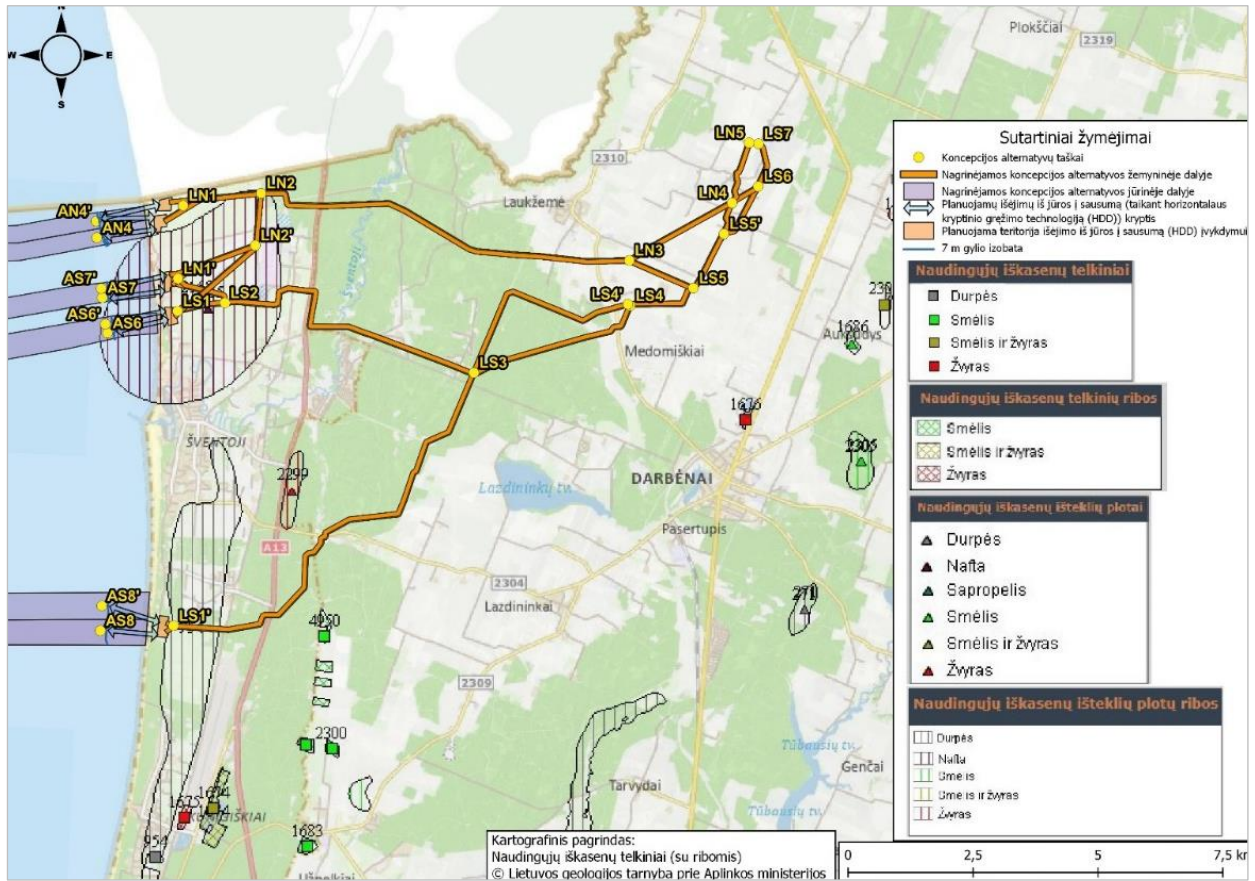 N
W
E
S
Plokščiai
2319
2310
Laukžemė
LN5
LS7
LS6
LN4
LS5'
LN1
LN2
AN4'
AN4
LN2'
LN3
LS5
AS7'
AS7
LN1'
LS1
LS2
LS4'
LS4
AS6'
AS6
Šventoji
Medomiškiai
1686
LS3
1676
ŠVENTOJI
2299
Lazdininkų tv.
DARBĖNAI
Pasertupis
A13
2304
Lazdininkai
AS8'
AS8
LS1'
4950
2309
2300
Tūbausių tv.
Genčai
Tarvydai
Tūbausių tv.
1683
954
Sutartiniai žymėjimai
Koncepcijos alternatyvų taškai
Nagrinėjamos koncepcijos alternatyvos žemyninėje dalyje
Nagrinėjamos koncepcijos alternatyvos jūrinėje dalyje
Planuojamų išėjimų iš jūros į sausumą (taikant horizontalaus
kryptinio gręžimo technologiją (HDD)) kryptis
Planuojama teritorija išėjimo iš jūros į sausumą (HDD) įvykdymui
7 m gylio izobata
Naudingųjų iškasenų telkiniai
Durpės
Smėlis
Smėlis ir žvyras
Žvyras
Naudingųjų iškasenų telkinių ribos
Smėlis
Smėlis ir žvyras
Žvyras
Naudingųjų iškasenų išteklių plotai
Durpės
Nafta
Sapropelis
Smėlis
Smėlis ir žvyras
Žvyras
Naudingųjų iškasenų išteklių plotų ribos
Durpės
Nafta
Smėlis
Smėlis ir žvyras
Žvyras
Kartografinis pagrindas:
Naudingųjų iškasenų telkiniai (su ribomis)
© Lietuvos geologijos tarnyba prie Aplinkos ministerijos
0
2,5
5
7,5 km